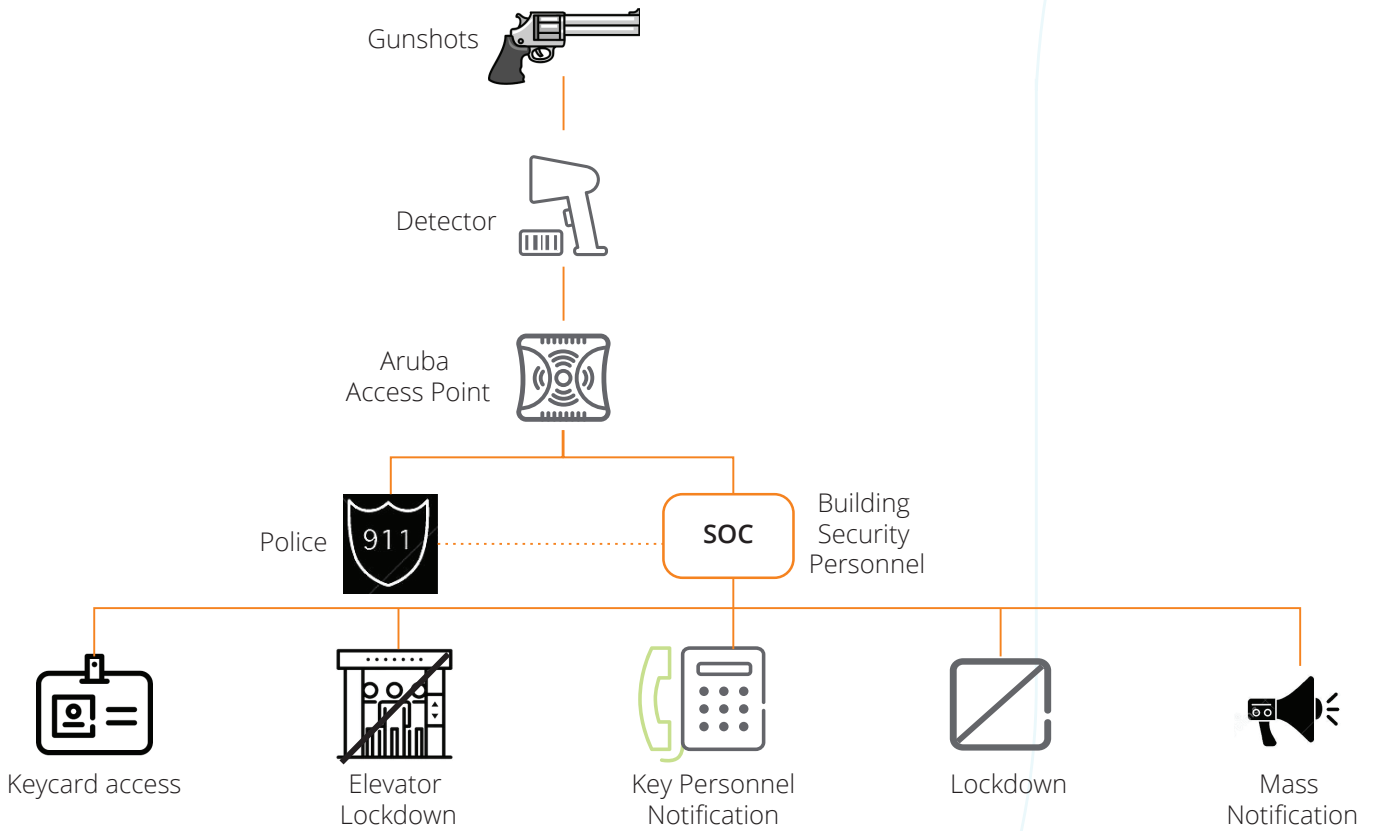 Gunshots
Detector
Aruba
Access Point
Police
911
SOC
Building
Security
Personnel
Keycard access
Elevator
Lockdown
Key Personnel
Notification
Lockdown
Mass
Notification